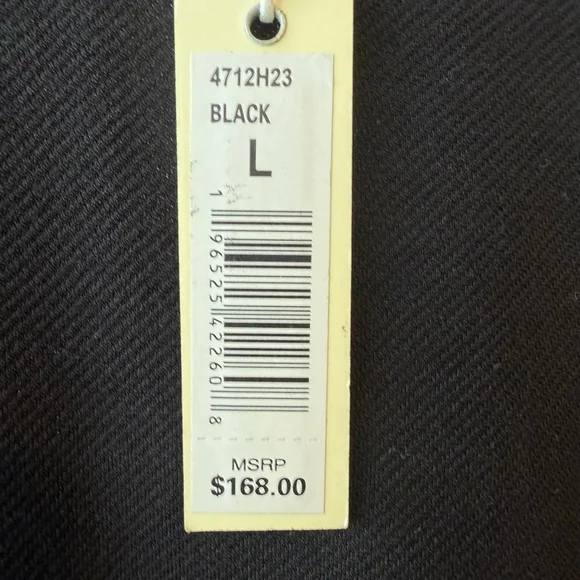 4712H23
BLACK
L
1 96525 42260 8
MSRP
$168.00